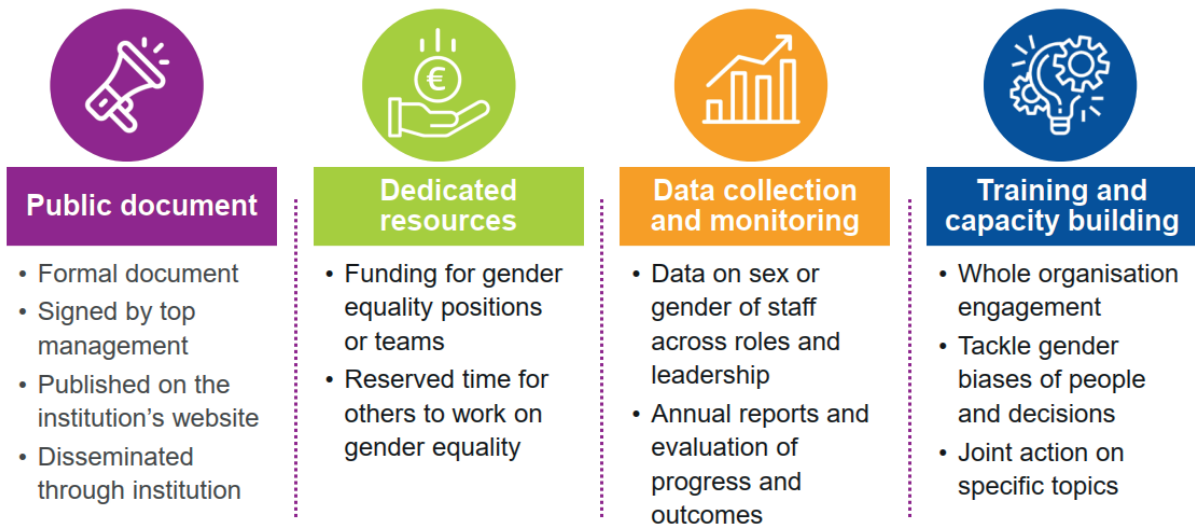 €
Public document
• Formal document
• Signed by top
management
• Published on the
institution’s website
• Disseminated
through institution
Dedicated
resources
• Funding for gender
equality positions
or teams
• Reserved time for
others to work on
gender equality
Data collection
and monitoring
• Data on sex or
gender of staff
across roles and
leadership
• Annual reports and
evaluation of
progress and
outcomes
Training and
capacity building
• Whole organisation
engagement
• Tackle gender
biases of people
and decisions
• Joint action on
specific topics